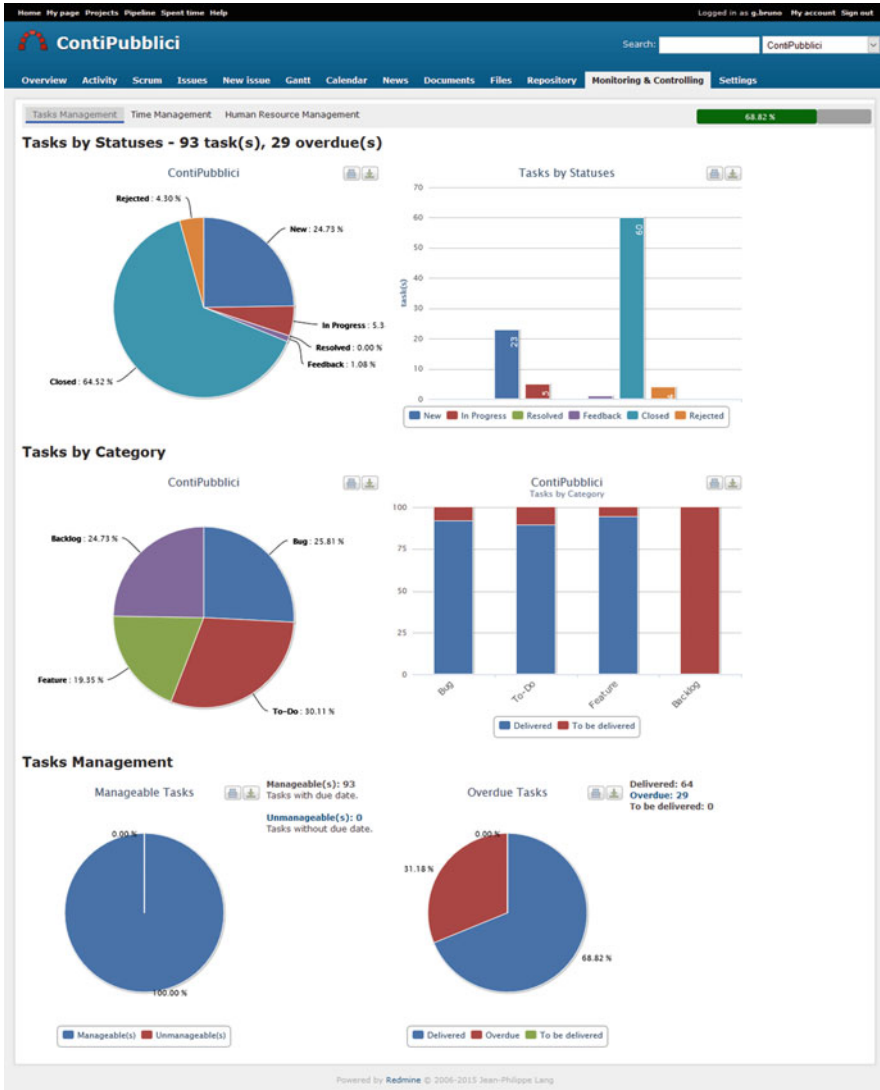 Home My page Projects Pipeline Spent time Help Logged in as g.bruno My account Sign out
ContiPubblici Search: ContiPubblici
Overview Activity Scrum Issues New issue Gantt Calendar News Documents Files Repository Monitoring & Controlling Settings
Tasks Management Time Management Human Resource Management 68.82 %
Tasks by Statuses - 93 task(s), 29 overdue(s)
ContiPubblici
Rejected : 4.30 %
New : 24.73 %
In Progress : 5.3
Resolved : 0.00 %
Feedback : 1.08 %
Closed : 64.52 %
Tasks by Statuses
70
60
50
40
30
20
10
0
task(s)
23
5
60
4
New In Progress Resolved Feedback Closed Rejected
Tasks by Category
ContiPubblici
Backlog : 24.73 %
Bug : 25.81 %
Feature : 19.35 %
To-Do : 30.11 %
ContiPubblici
Tasks by Category
100
75
50
25
0
Bug
To-Do
Feature
Backlog
Delivered To be delivered
Tasks Management
Manageable Tasks
Manageable(s): 93
Tasks with due date.
Unmanageable(s): 0
Tasks without due date.
0.00 %
100.00 %
Manageable(s) Unmanageable(s)
Overdue Tasks
Delivered: 64
Overdue: 29
To be delivered: 0
0.00 %
31.18 %
68.82 %
Delivered Overdue To be delivered
Powered by Redmine © 2006-2015 Jean-Philippe Lang